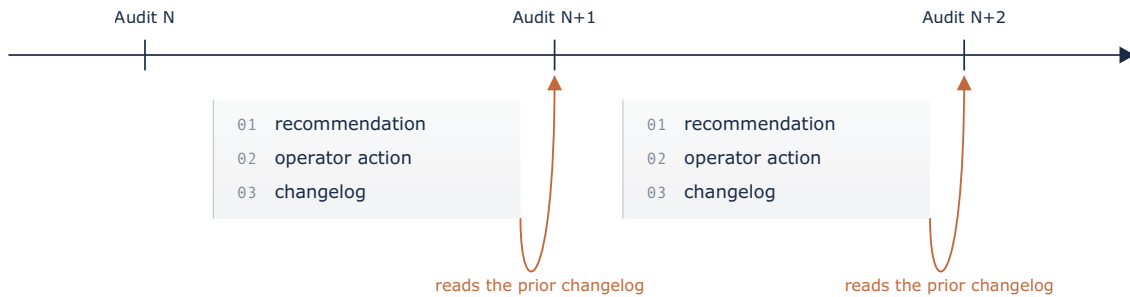 Audit N
Audit N+1
Audit N+2
01 recommendation
02 operator action
03 changelog
01 recommendation
02 operator action
03 changelog
reads the prior changelog
reads the prior changelog